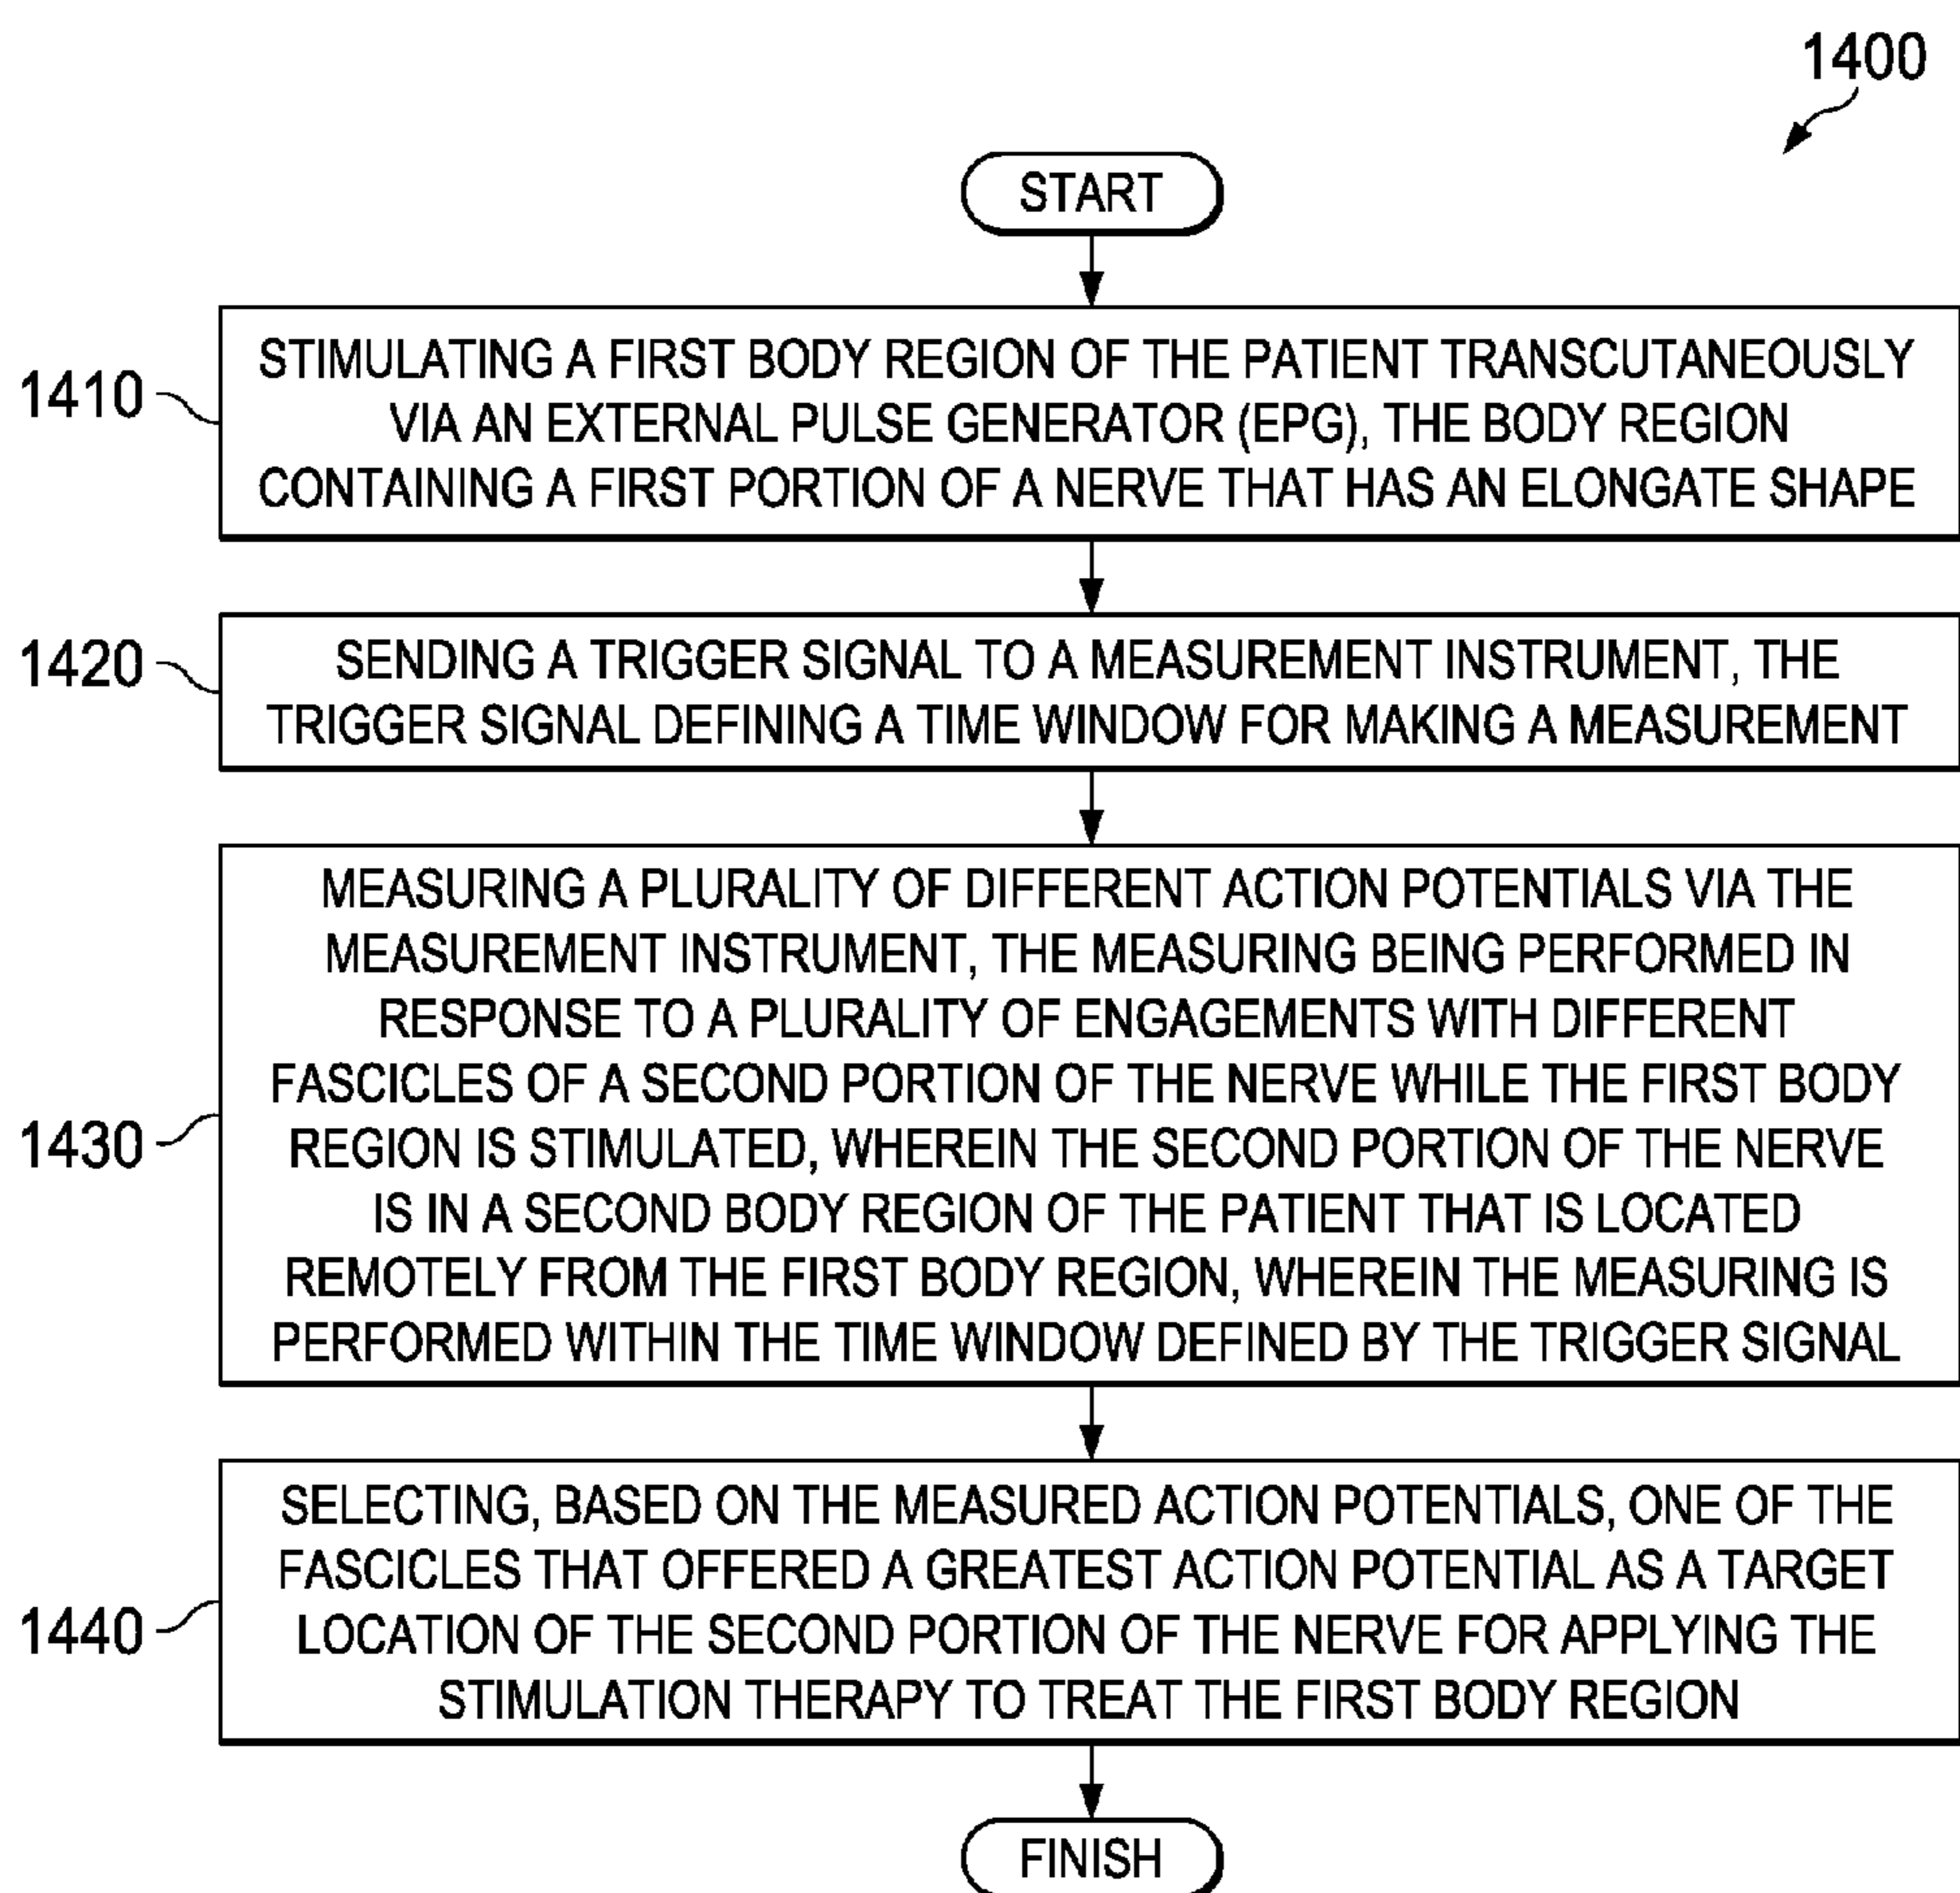 1400
START
1410
STIMULATING A FIRST BODY REGION OF THE PATIENT TRANSCUTANEOUSLY
VIA AN EXTERNAL PULSE GENERATOR (EPG), THE BODY REGION
CONTAINING A FIRST PORTION OF A NERVE THAT HAS AN ELONGATE SHAPE
1420
SENDING A TRIGGER SIGNAL TO A MEASUREMENT INSTRUMENT, THE
TRIGGER SIGNAL DEFINING A TIME WINDOW FOR MAKING A MEASUREMENT
1430
MEASURING A PLURALITY OF DIFFERENT ACTION POTENTIALS VIA THE
MEASUREMENT INSTRUMENT, THE MEASURING BEING PERFORMED IN
RESPONSE TO A PLURALITY OF ENGAGEMENTS WITH DIFFERENT
FASCICLES OF A SECOND PORTION OF THE NERVE WHILE THE FIRST BODY
REGION IS STIMULATED, WHEREIN THE SECOND PORTION OF THE NERVE
IS IN A SECOND BODY REGION OF THE PATIENT THAT IS LOCATED
REMOTELY FROM THE FIRST BODY REGION, WHEREIN THE MEASURING IS
PERFORMED WITHIN THE TIME WINDOW DEFINED BY THE TRIGGER SIGNAL
1440
SELECTING, BASED ON THE MEASURED ACTION POTENTIALS, ONE OF THE
FASCICLES THAT OFFERED A GREATEST ACTION POTENTIAL AS A TARGET
LOCATION OF THE SECOND PORTION OF THE NERVE FOR APPLYING THE
STIMULATION THERAPY TO TREAT THE FIRST BODY REGION
FINISH